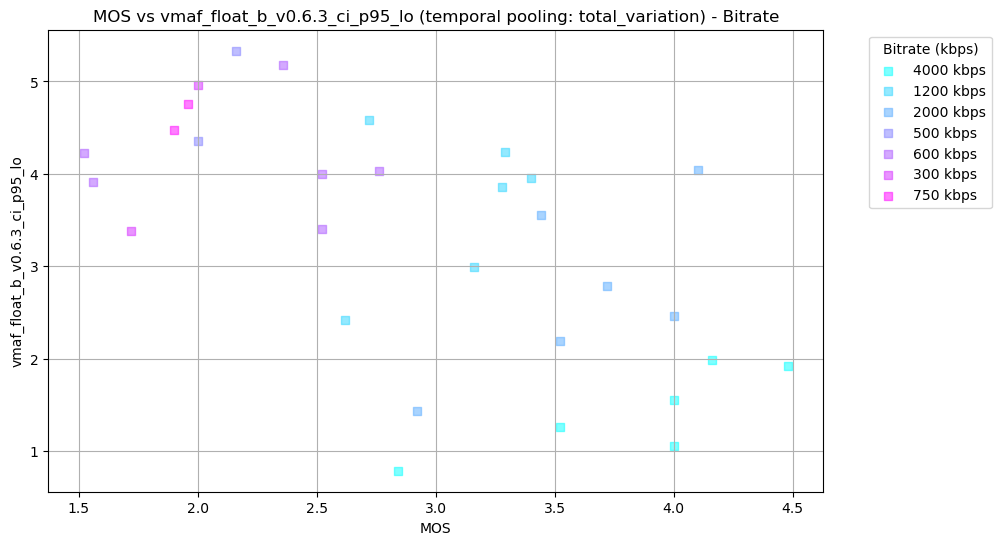 MOS vs vmaf_float_b_v0.6.3_ci_p95_lo (temporal pooling: total_variation) - Bitrate
vmaf_float_b_v0.6.3_ci_p95_lo
5
4
3
2
1
1.5
2.0
2.5
3.0
3.5
4.0
4.5
MOS
Bitrate (kbps)
4000 kbps
1200 kbps
2000 kbps
500 kbps
600 kbps
300 kbps
750 kbps